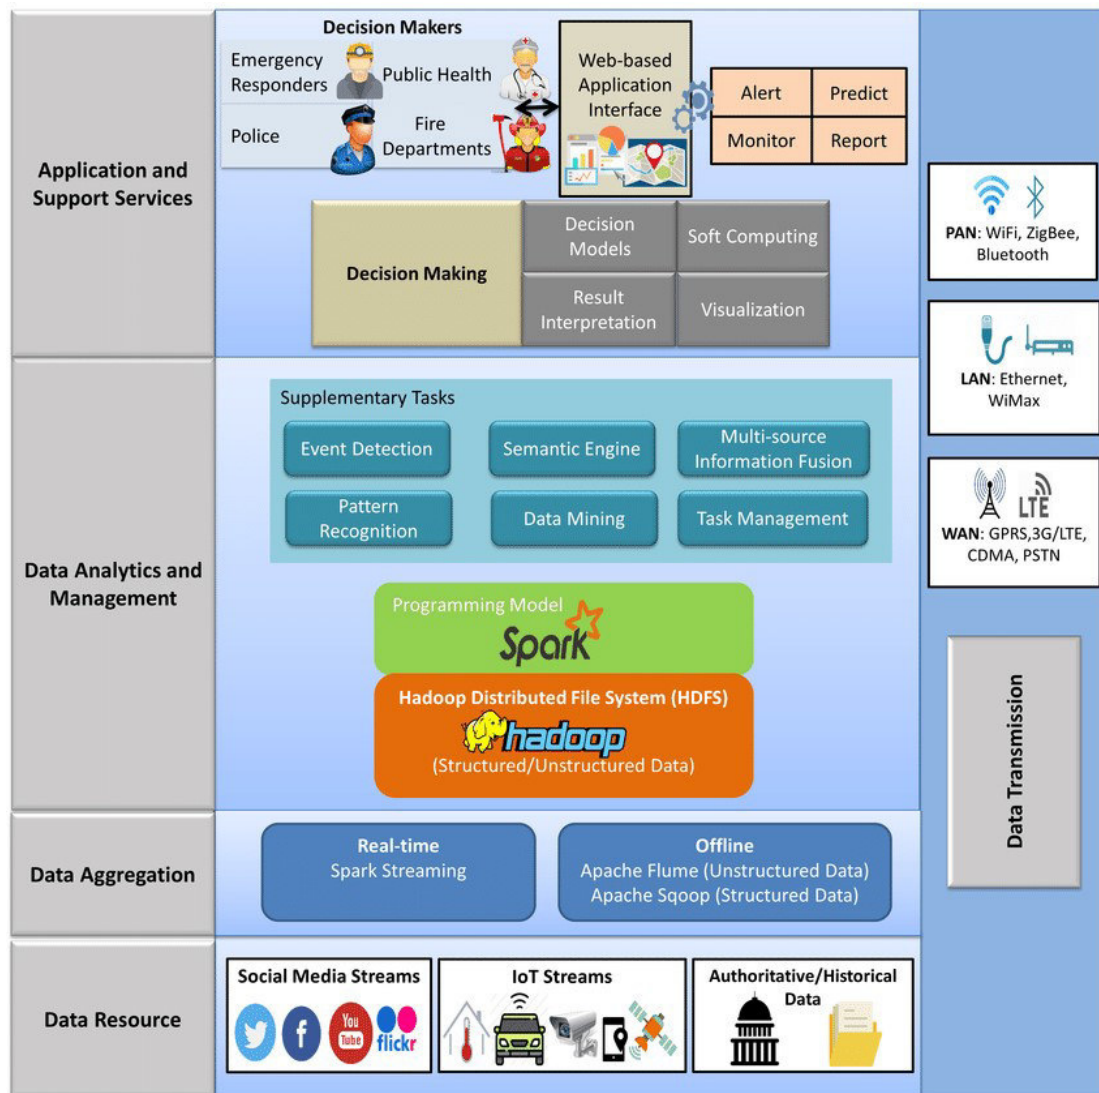 Application and
Support Services
Decision Makers
Emergency
Responders
Public Health
Police
Fire
Departments
Web-based
Application
Interface
Alert
Predict
Monitor
Report
Decision Making
Decision
Models
Soft Computing
Result
Interpretation
Visualization
Data Analytics and
Management
Supplementary Tasks
Event Detection
Semantic Engine
Multi-source
Information Fusion
Pattern
Recognition
Data Mining
Task Management
Programming Model
Spark
Hadoop Distributed File System (HDFS)
hadoop
(Structured/Unstructured Data)
Data Aggregation
Real-time
Spark Streaming
Offline
Apache Flume (Unstructured Data)
Apache Sqoop (Structured Data)
Data Resource
Social Media Streams
You
Tube
flickr
IoT Streams
Authoritative/Historical
Data
PAN: WiFi, ZigBee,
Bluetooth
LAN: Ethernet,
WiMax
LTE
WAN: GPRS,3G/LTE,
CDMA, PSTN
Data Transmission